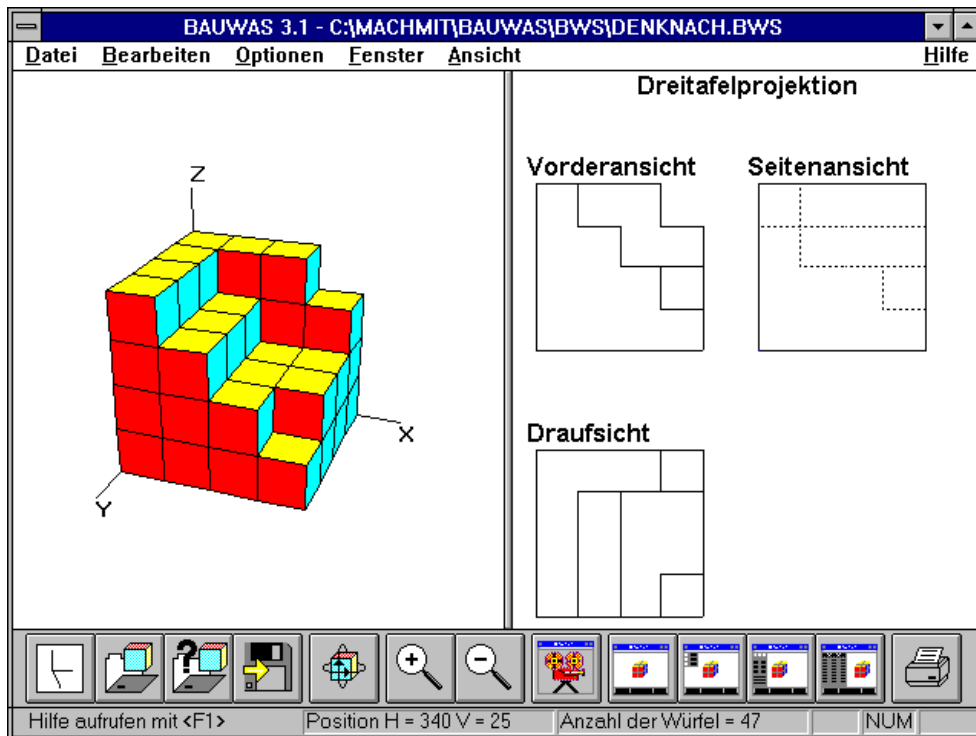 BAUWAS 3.1 - C:\MACHMIT\BAUWAS\BWS\DENKNACH.BWS
Datei Bearbeiten Optionen Fenster Ansicht Hilfe
Dreitafelprojektion
Vorderansicht Seitenansicht
Z
X
Y
Draufsicht
?
Hilfe aufrufen mit <F1> Position H = 340 V = 25 Anzahl der Würfel = 47 NUM